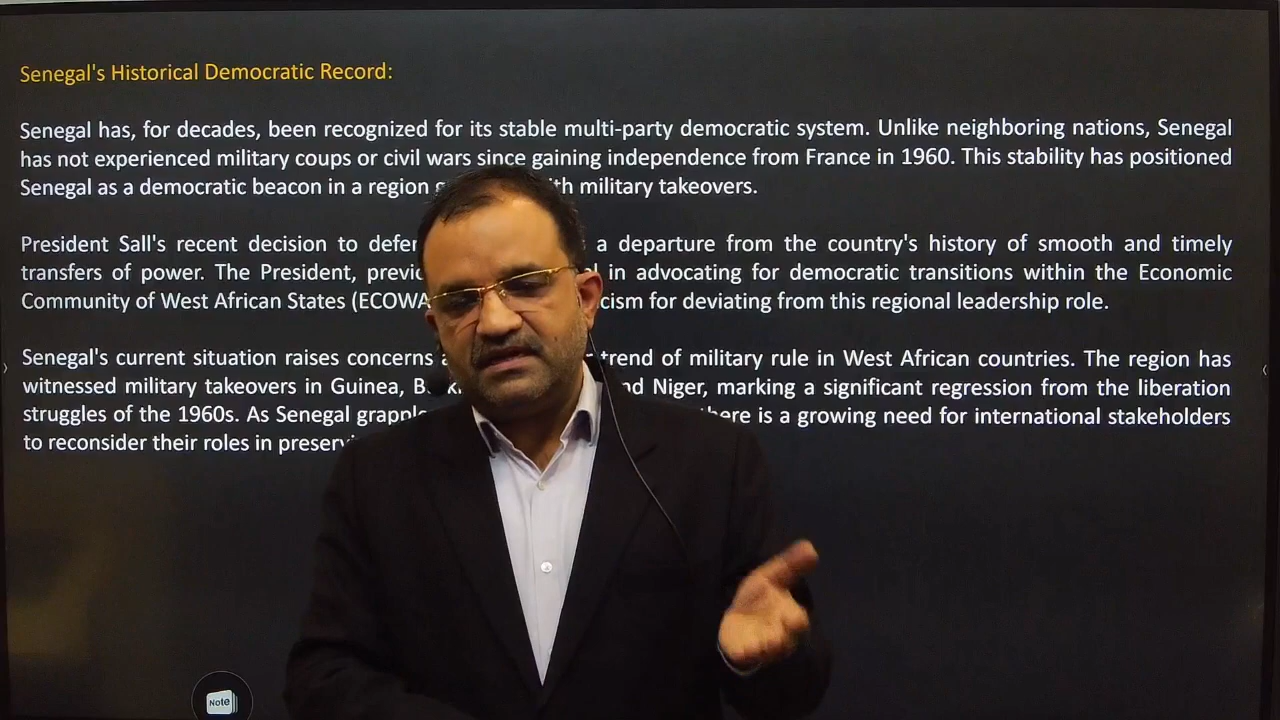 Senegal's Historical Democratic Record:
Senegal has, for decades, been recognized for its stable multi-party democratic system. Unlike neighboring nations, Senegal
has not experienced military coups or civil wars since gaining independence from France in 1960. This stability has positioned
Senegal as a democratic beacon in a region military takeovers.
President Sall's recent decision to defer a departure from the country's history of smooth and timely
transfers of power. The President, in advocating for democratic transitions within the Economic
Community of West African States (ECOWA for deviating from this regional leadership role.
Senegal's current situation raises concerns trend of military rule in West African countries. The region has
witnessed military takeovers in Guinea, Niger, marking a significant regression from the liberation
struggles of the 1960s. As Senegal there is a growing need for international stakeholders
to reconsider their roles in
Note